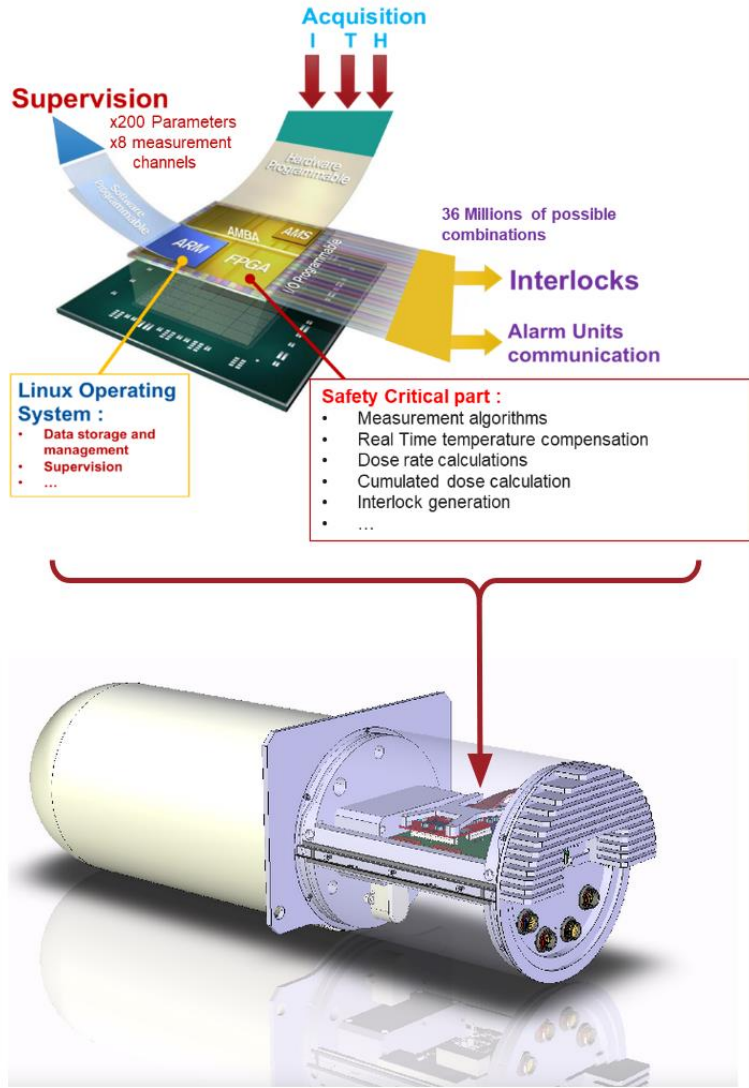 Acquisition
I T H
Supervision
x200 Parameters
x8 measurement
channels
Hardware
Programmable
Software
Programmable
36 Millions of possible
combinations
AMBA
AMS
ARM
FPGA
I/O Programmable
Interlocks
Alarm Units
communication
Linux Operating
System :
• Data storage and
management
• Supervision
• ...
Safety Critical part :
• Measurement algorithms
• Real Time temperature compensation
• Dose rate calculations
• Cumulated dose calculation
• Interlock generation
• ...